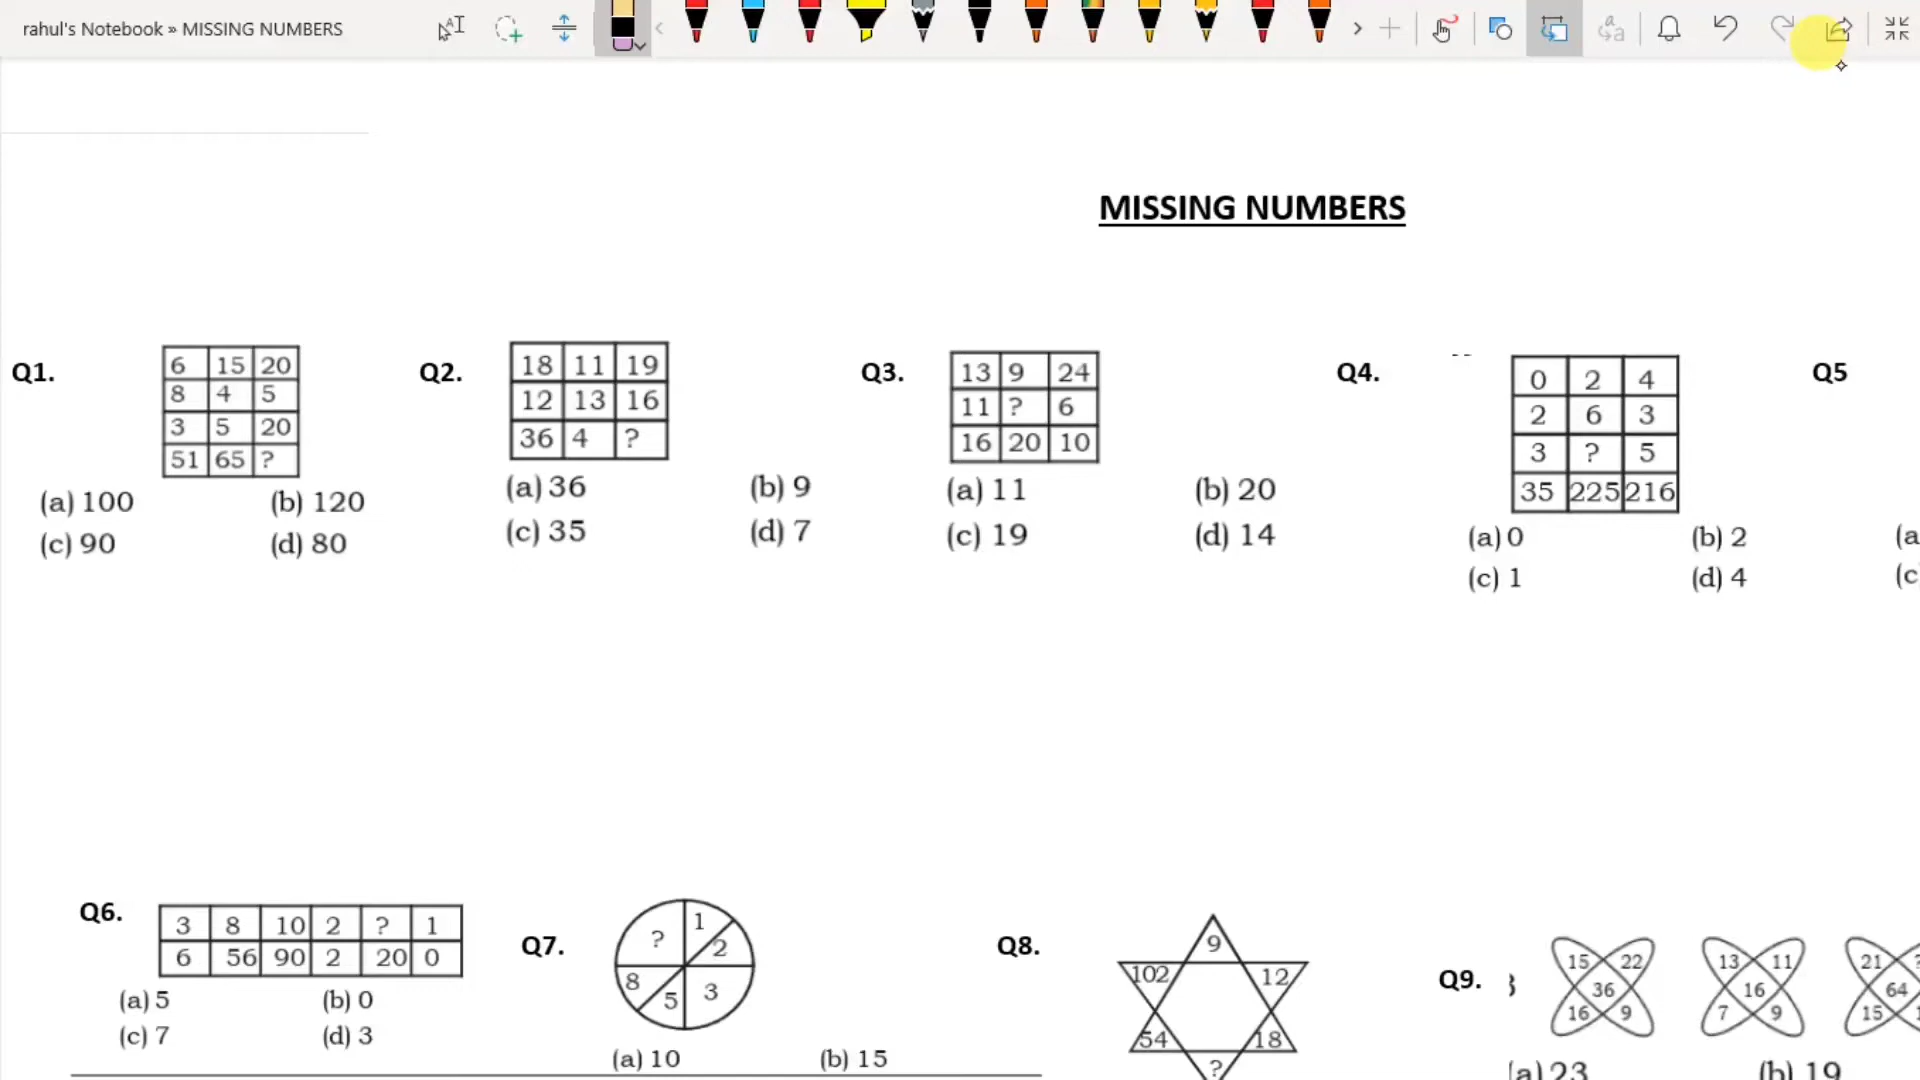 rahul's Notebook » MISSING NUMBERS
MISSING NUMBERS
Q1.
6 15 20
8 4 5
3 5 20
51 65 ?
(a) 100 (b) 120
(c) 90 (d) 80
Q2.
18 11 19
12 13 16
36 4 ?
(a) 36 (b) 9
(c) 35 (d) 7
Q3.
13 9 24
11 ? 6
16 20 10
(a) 11 (b) 20
(c) 19 (d) 14
Q4.
0 2 4
2 6 3
3 ? 5
35 225 216
(a) 0 (b) 2
(c) 1 (d) 4
Q5
(a
(c
Q6.
3 8 10 2 ? 1
6 56 90 2 20 0
(a) 5 (b) 0
(c) 7 (d) 3
Q7.
? 1
2
8 5 3
(a) 10 (b) 15
Q8.
9
102 12
54 18
?
Q9.
15 22
36
16 9
13 11
16
7 9
21 ?
64
15
(a) 23 (b) 19